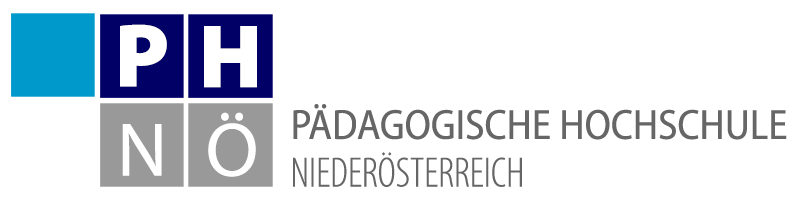 PH
NÖ
PÄDAGOGISCHE HOCHSCHULE
NIEDERÖSTERREICH